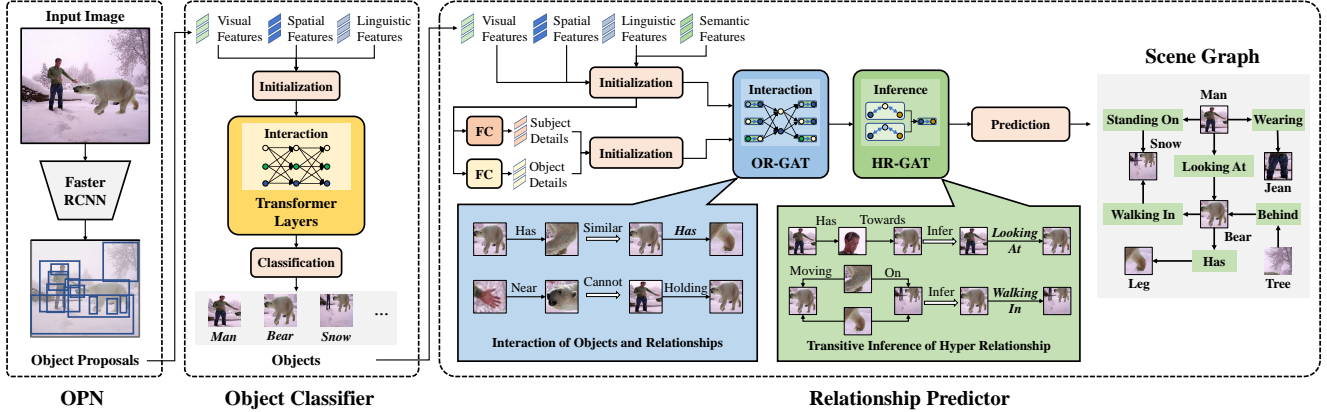 Input Image
Faster
RCNN
Object Proposals
OPN
Visual
Features
Spatial
Features
Linguistic
Features
Initialization
Interaction
Transformer
Layers
Classification
Man
Bear
Snow
...
Objects
Object Classifier
Visual
Features
Spatial
Features
Linguistic
Features
Semantic
Features
Initialization
FC
Subject
Details
FC
Object
Details
Initialization
Interaction
OR-GAT
Inference
HR-GAT
Prediction
Has
Similar
Has
Near
Cannot
Holding
Interaction of Objects and Relationships
Has
Towards
Infer
Looking
At
Moving
On
Infer
Walking
In
Transitive Inference of Hyper Relationship
Relationship Predictor
Scene Graph
Man
Standing On
Wearing
Snow
Looking At
Jean
Walking In
Behind
Bear
Has
Leg
Tree